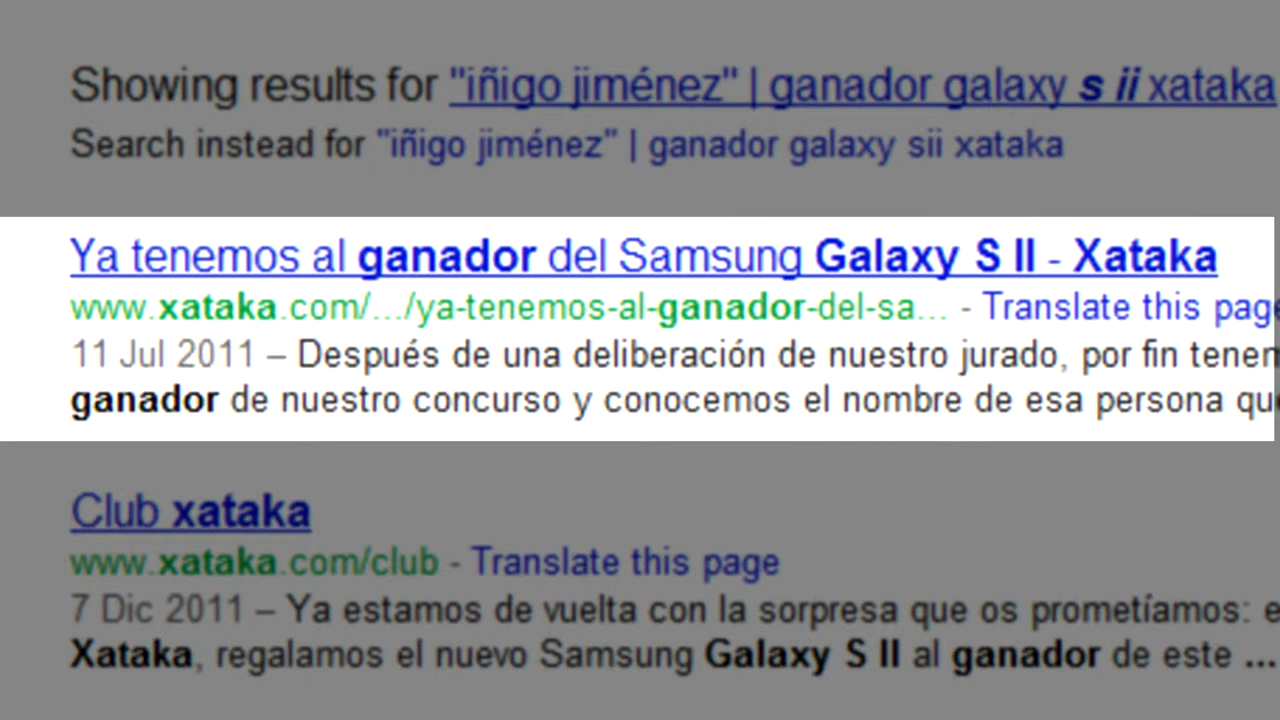 Showing results for "iñigo jiménez" | ganador galaxy s ii xataka
Search instead for "iñigo jiménez" | ganador galaxy sii xataka
Ya tenemos al ganador del Samsung Galaxy S II - Xataka
www.xataka.com/.../ya-tenemos-al-ganador-del-sa... - Translate this page
11 Jul 2011 – Después de una deliberación de nuestro jurado, por fin
ganador de nuestro concurso y conocemos el nombre de esa persona
Club xataka
www.xataka.com/club - Translate this page
7 Dic 2011 – Ya estamos de vuelta con la sorpresa que os prometíamos:
Xataka, regalamos el nuevo Samsung Galaxy S II al ganador de este ...